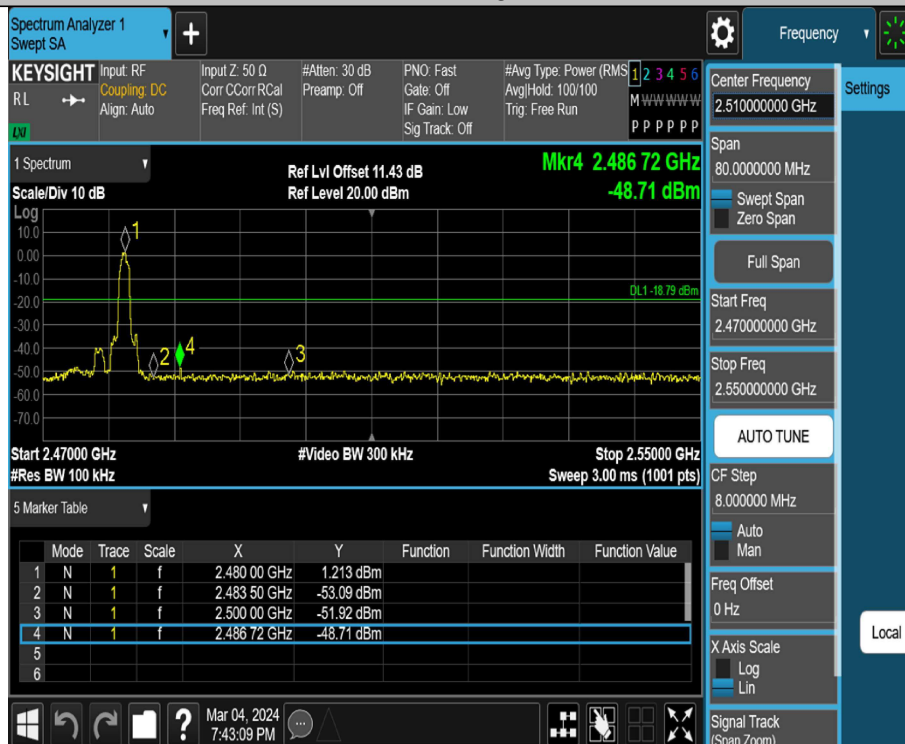 Spectrum Analyzer 1
Swept SA
+
Frequency
KEYSIGHT
RL
LXI
Input: RF
Coupling: DC
Align: Auto
Input Z: 50 Ω
Corr CCorr RCal
Freq Ref: Int (S)
#Atten: 30 dB
Preamp: Off
PNO: Fast
Gate: Off
IF Gain: Low
Sig Track: Off
#Avg Type: Power (RMS
Avg|Hold: 100/100
Trig: Free Run
1 2 3 4 5 6
M W W W W W
P P P P P P
1 Spectrum
Scale/Div 10 dB
Ref Lvl Offset 11.43 dB
Ref Level 20.00 dBm
Mkr4 2.486 72 GHz
-48.71 dBm
Log
10.0
0.00
-10.0
-20.0
-30.0
-40.0
-50.0
-60.0
-70.0
1
2
4
3
DL1 -18.79 dBm
Start 2.47000 GHz
#Video BW 300 kHz
Stop 2.55000 GHz
#Res BW 100 kHz
Sweep 3.00 ms (1001 pts)
5 Marker Table
Mode Trace Scale X Y Function Function Width Function Value
1 N 1 f 2.480 00 GHz 1.213 dBm
2 N 1 f 2.483 50 GHz -53.09 dBm
3 N 1 f 2.500 00 GHz -51.92 dBm
4 N 1 f 2.486 72 GHz -48.71 dBm
5
6
?
Mar 04, 2024
7:43:09 PM
Center Frequency
2.510000000 GHz
Settings
Span
80.0000000 MHz
Swept Span
Zero Span
Full Span
Start Freq
2.470000000 GHz
Stop Freq
2.550000000 GHz
AUTO TUNE
CF Step
8.000000 MHz
Auto
Man
Freq Offset
0 Hz
Local
X Axis Scale
Log
Lin
Signal Track
(Span Zoom)